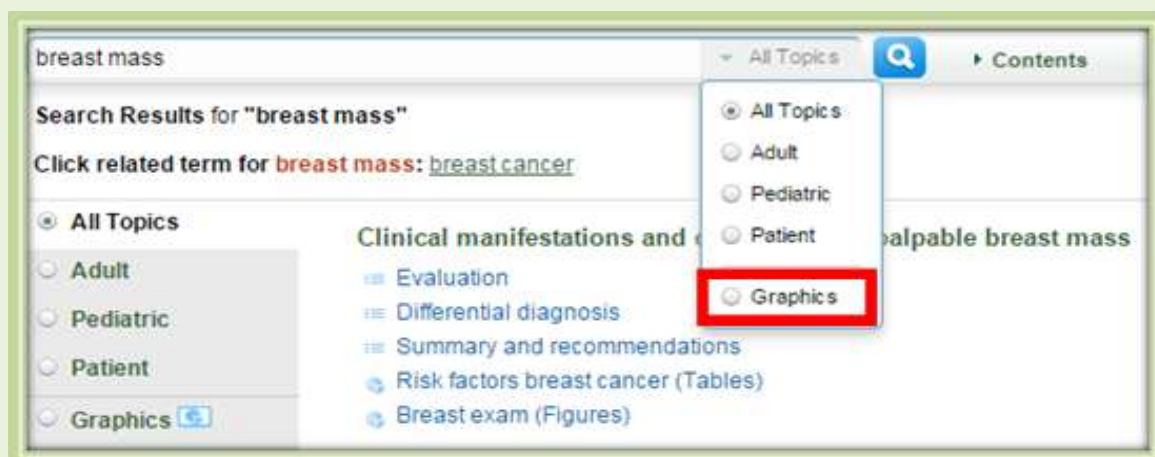 breast mass
All Topics
Contents
Search Results for "breast mass"
Click related term for breast mass: breast cancer
All Topics
Adult
Pediatric
Patient
Graphics
All Topics
Adult
Pediatric
Patient
Graphics
Clinical manifestations and palpable breast mass
Evaluation
Differential diagnosis
Summary and recommendations
Risk factors breast cancer (Tables)
Breast exam (Figures)